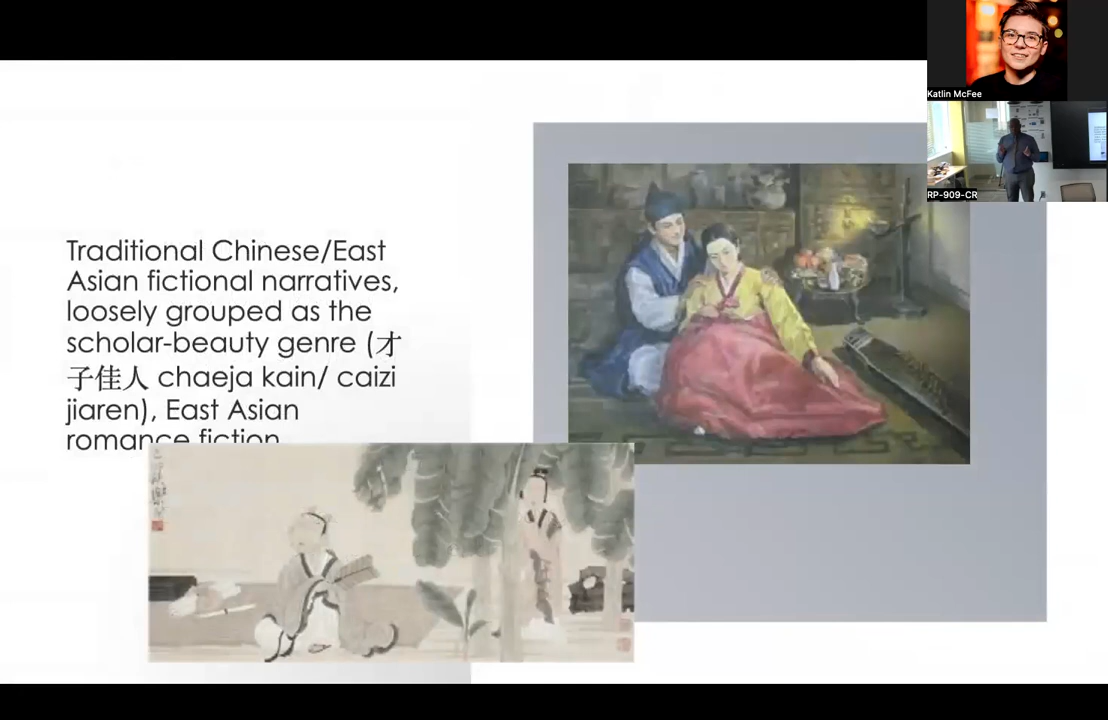 Katlin McFee
RP-909-CR
Traditional Chinese/East
Asian fictional narratives,
loosely grouped as the
scholar-beauty genre (才
子佳人 chaeja kain/ caizi
jiaren), East Asian
romance fiction